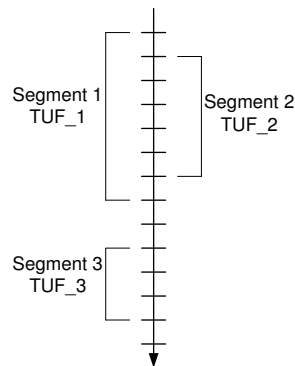 Segment 1
TUF_1
Segment 2
TUF_2
Segment 3
TUF_3